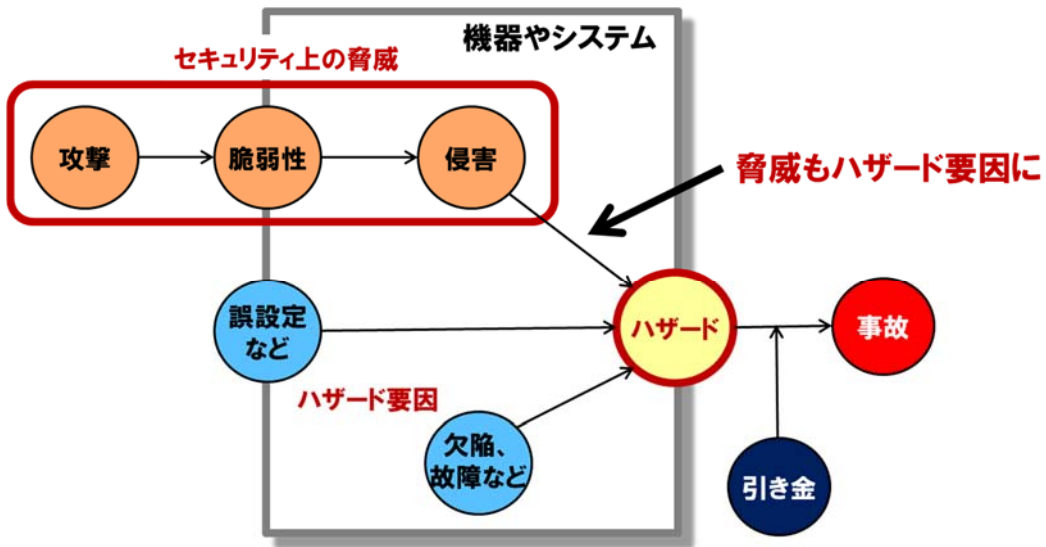 機器やシステム
セキュリティ上の脅威
攻撃
脆弱性
侵害
脅威もハザード要因に
誤設定
など
ハザード
事故
ハザード要因
欠陥、
故障など
引き金